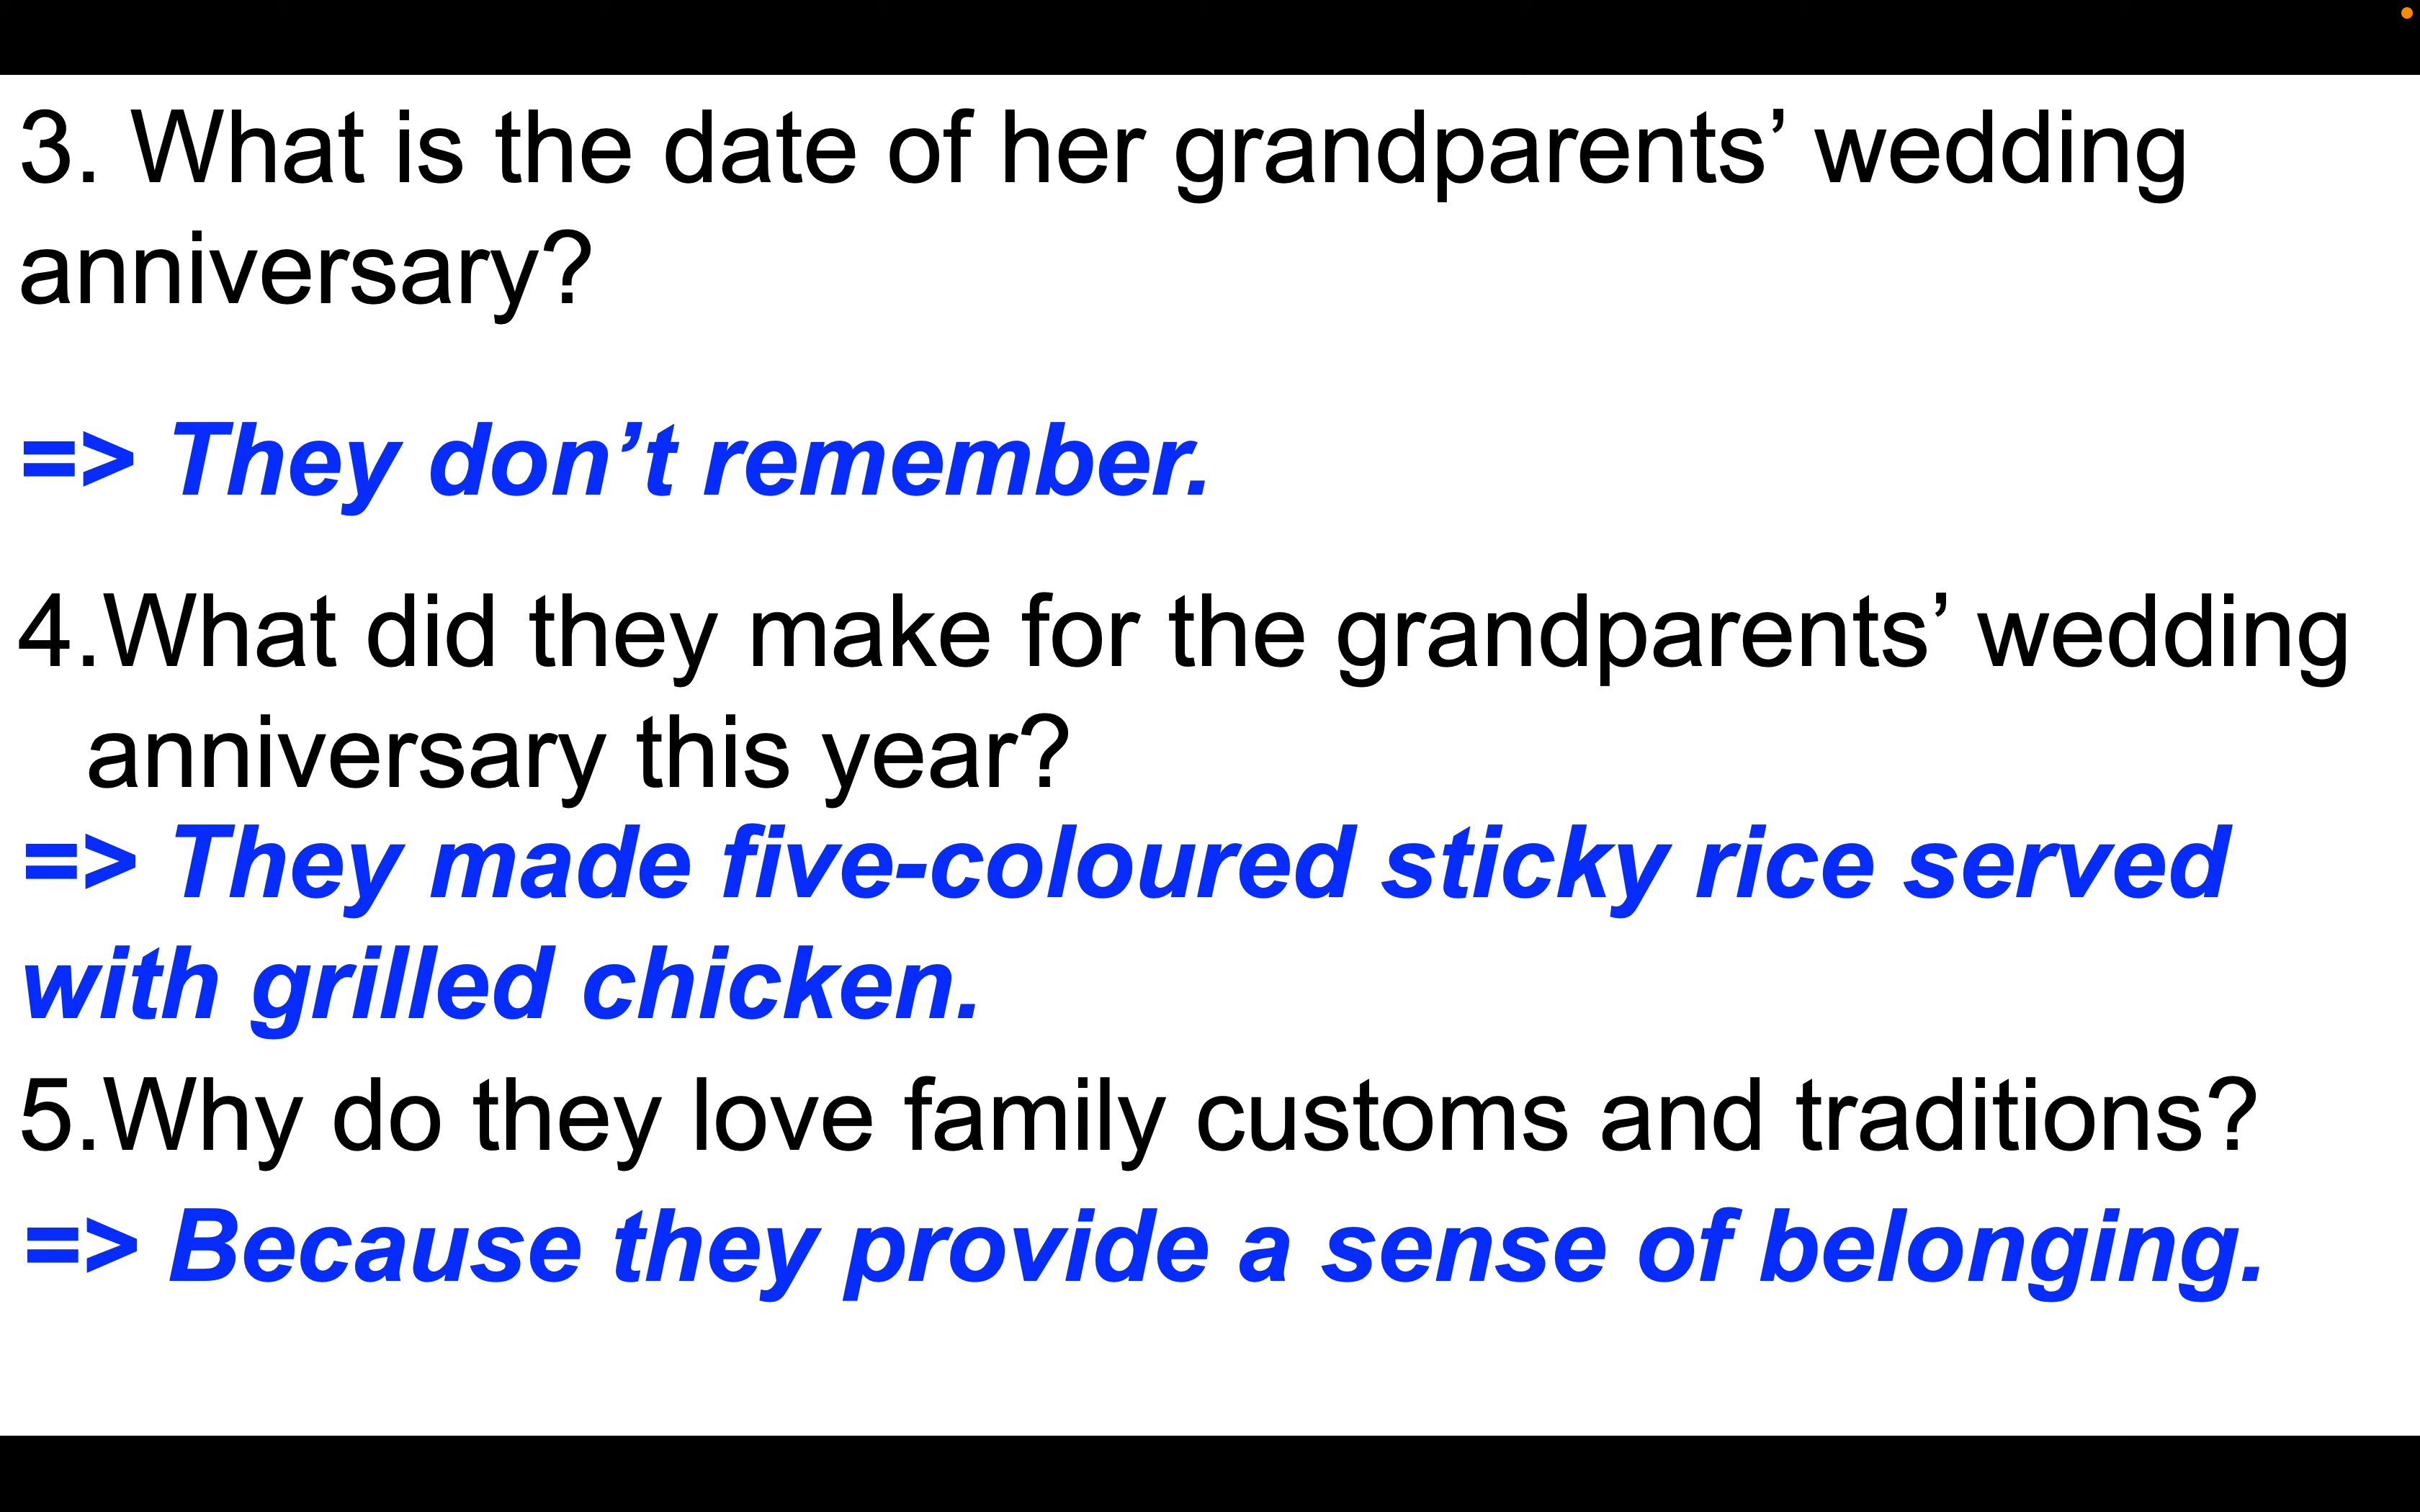 3. What is the date of her grandparents’ wedding
anniversary?
=> They don’t remember.
4.What did they make for the grandparents’ wedding
anniversary this year?
=> They made five-coloured sticky rice served
with grilled chicken.
5.Why do they love family customs and traditions?
=> Because they provide a sense of belonging.